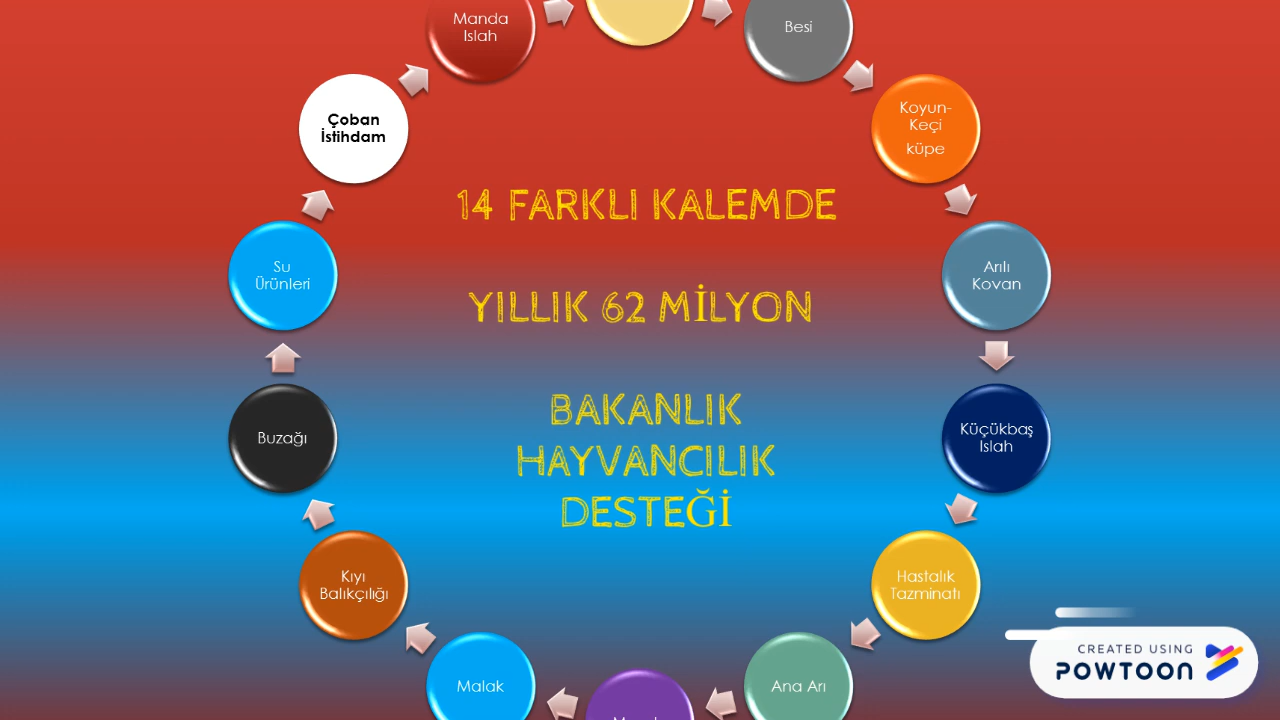 Manda
Islah
Besi
Koyun-
Keçi
küpe
Çoban
İstihdam
14 FARKLI KALEMDE
Arılı
Kovan
Su
Ürünleri
YILLIK 62 MİLYON
BAKANLIK
HAYVANCILIK
DESTEĞİ
Küçükbaş
Islah
Buzağı
Hastalık
Tazminatı
Kıyı
Balıkçılığı
Ana Arı
Malak
CREATED USING
POWTOON